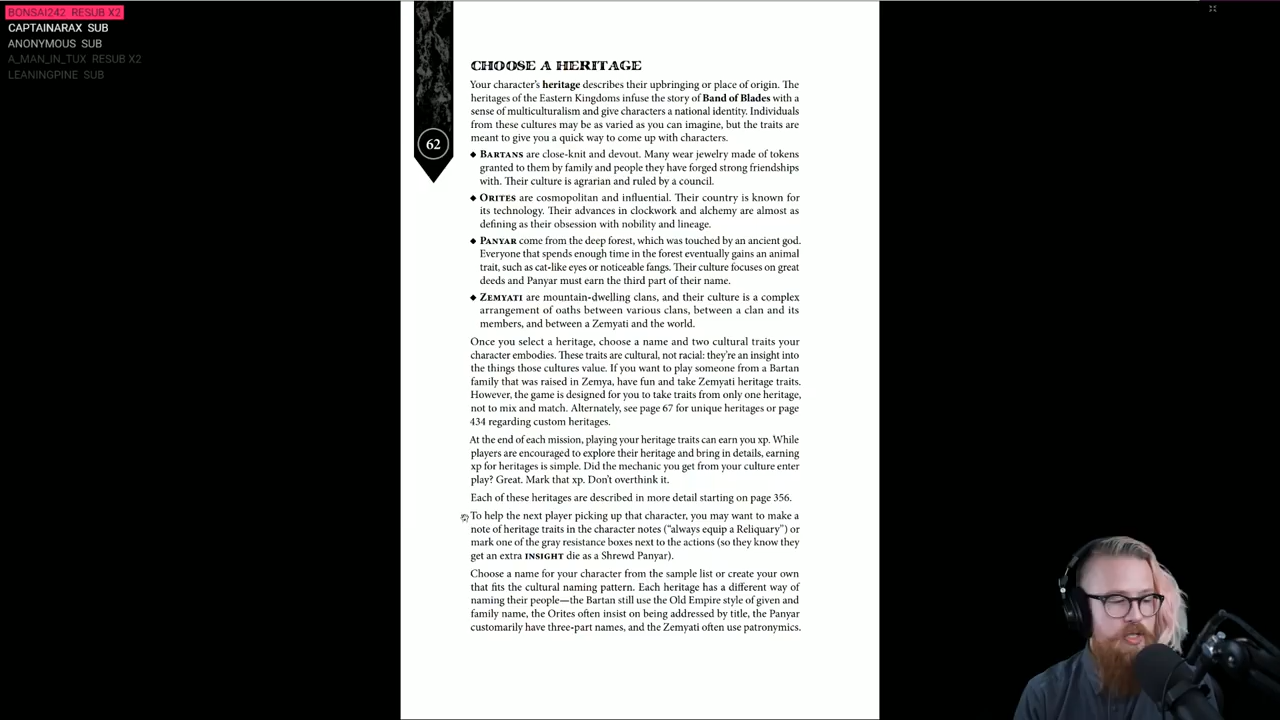 BONSAI242 RESUB X2
CAPTAINARAX SUB
ANONYMOUS SUB
A_MAN_IN_TUX RESUB X2
LEANINGPINE SUB
62
CHOOSE A HERITAGE
Your character's heritage describes their upbringing or place of origin. The
heritages of the Eastern Kingdoms infuse the story of Band of Blades with a
sense of multiculturalism and give characters a national identity. Individuals
from these cultures may be as varied as you can imagine, but the traits are
meant to give you a quick way to come up with characters.
◆ BARTANS are close-knit and devout. Many wear jewelry made of tokens
granted to them by family and people they have forged strong friendships
with. Their culture is agrarian and ruled by a council.
◆ ORITES are cosmopolitan and influential. Their country is known for
its technology. Their advances in clockwork and alchemy are almost as
defining as their obsession with nobility and lineage.
◆ PANYAR come from the deep forest, which was touched by an ancient god.
Everyone that spends enough time in the forest eventually gains an animal
trait, such as cat-like eyes or noticeable fangs. Their culture focuses on great
deeds and Panyar must earn the third part of their name.
◆ ZEMYATI are mountain-dwelling clans, and their culture is a complex
arrangement of oaths between various clans, between a clan and its
members, and between a Zemyati and the world.
Once you select a heritage, choose a name and two cultural traits your
character embodies. These traits are cultural, not racial: they're an insight into
the things those cultures value. If you want to play someone from a Bartan
family that was raised in Zemya, have fun and take Zemyati heritage traits.
However, the game is designed for you to take traits from only one heritage,
not to mix and match. Alternately, see page 67 for unique heritages or page
434 regarding custom heritages.
At the end of each mission, playing your heritage traits can earn you xp. While
players are encouraged to explore their heritage and bring in details, earning
xp for heritages is simple. Did the mechanic you get from your culture enter
play? Great. Mark that xp. Don't overthink it.
Each of these heritages are described in more detail starting on page 356.
To help the next player picking up that character, you may want to make a
note of heritage traits in the character notes ("always equip a Reliquary") or
mark one of the gray resistance boxes next to the actions (so they know they
get an extra INSIGHT die as a Shrewd Panyar).
Choose a name for your character from the sample list or create your own
that fits the cultural naming pattern. Each heritage has a different way of
naming their people—the Bartan still use the Old Empire style of given and
family name, the Orites often insist on being addressed by title, the Panyar
customarily have three-part names, and the Zemyati often use patronymics.